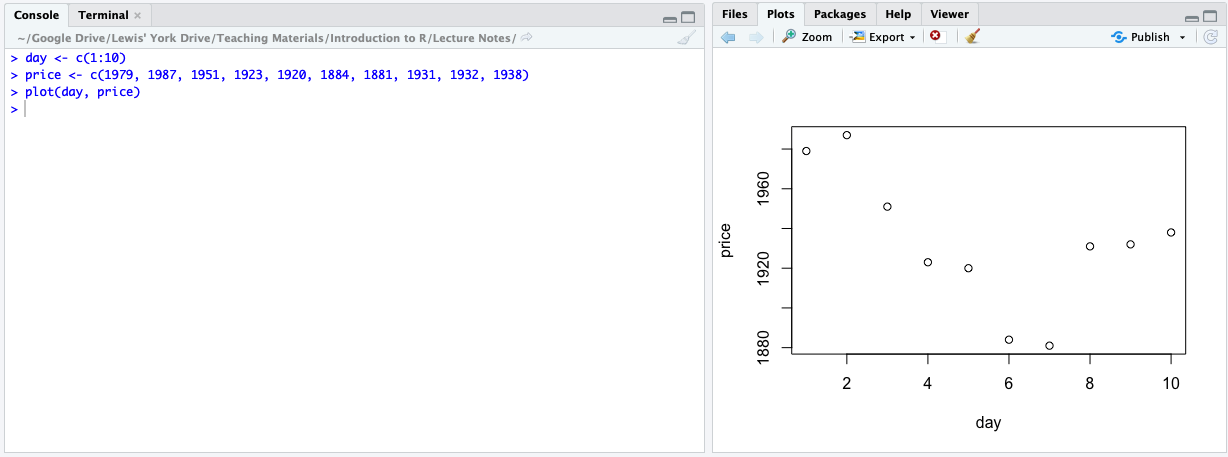 Console Terminal
~/Google Drive/Lewis' York Drive/Teaching Materials/Introduction to R/Lecture Notes/
> day <- c(1:10)
> price <- c(1979, 1987, 1951, 1923, 1920, 1884, 1881, 1931, 1932, 1938)
> plot(day, price)
>
Files Plots Packages Help Viewer
Zoom Export Publish
1960
1920
1880
price
2 4 6 8 10
day